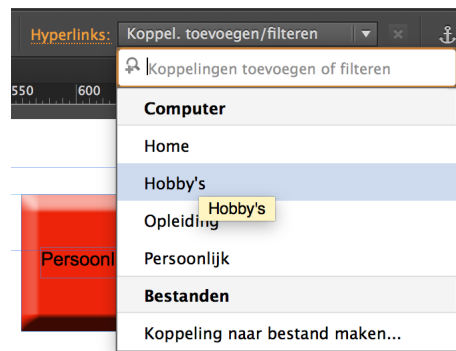 Hyperlinks: Koppel. toevoegen/filteren
Koppelingen toevoegen of filteren
550 600
Computer
Home
Hobby's
Hobby's
Opleiding
Persoonl
Persoonlijk
Bestanden
Koppeling naar bestand maken...